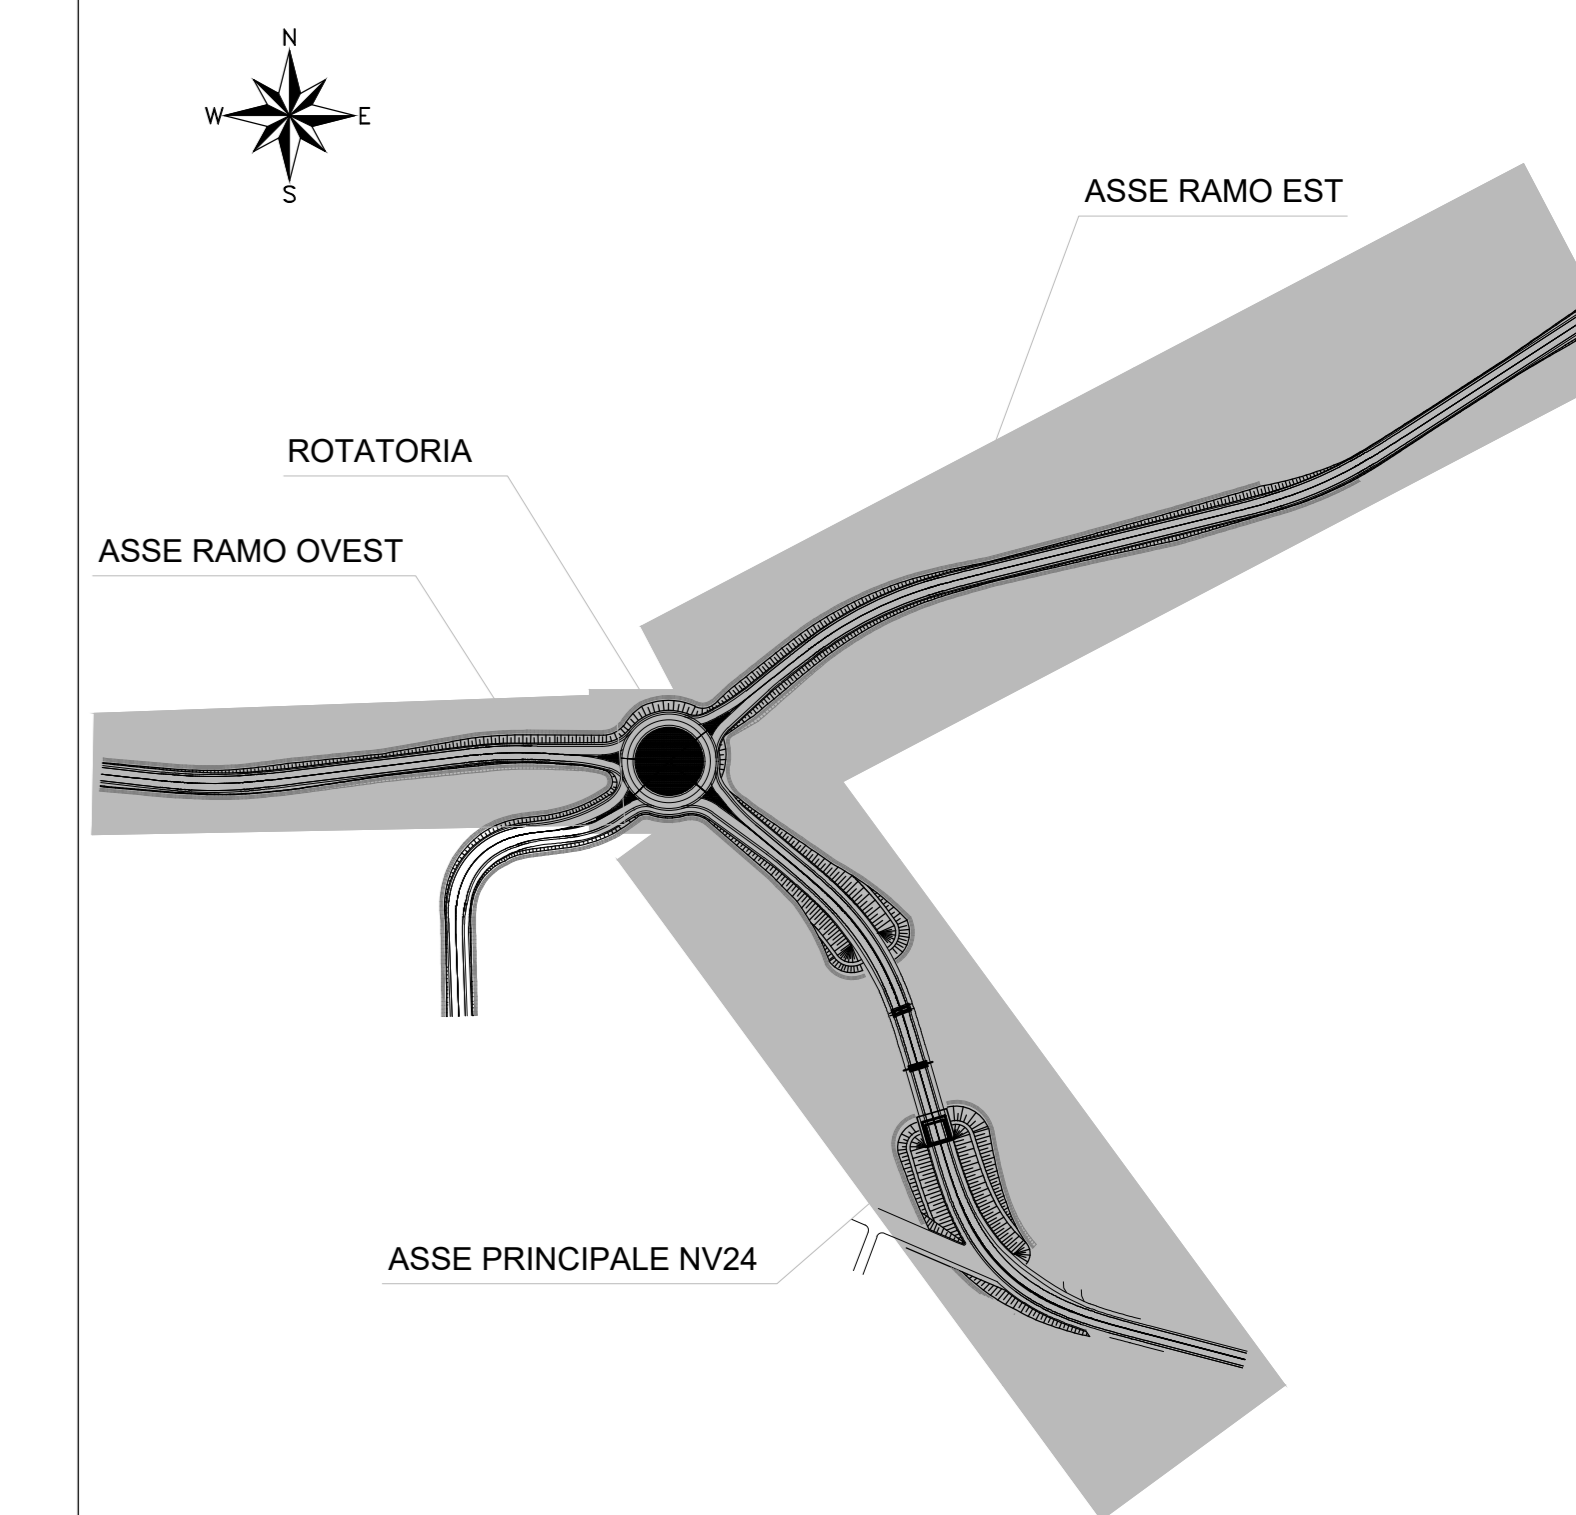 N
W E
S
ASSE RAMO EST
ROTATORIA
ASSE RAMO OVEST
ASSE PRINCIPALE NV24